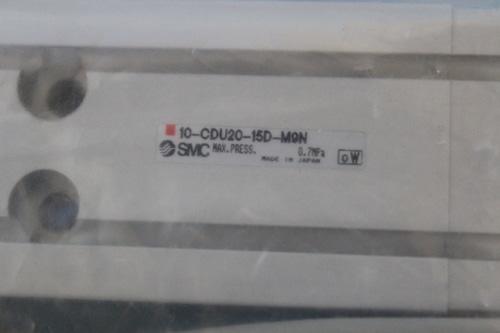 10-CDU20-15D-M9N
SMC MAX.PRESS. 0.7MPa
MADE IN JAPAN oW